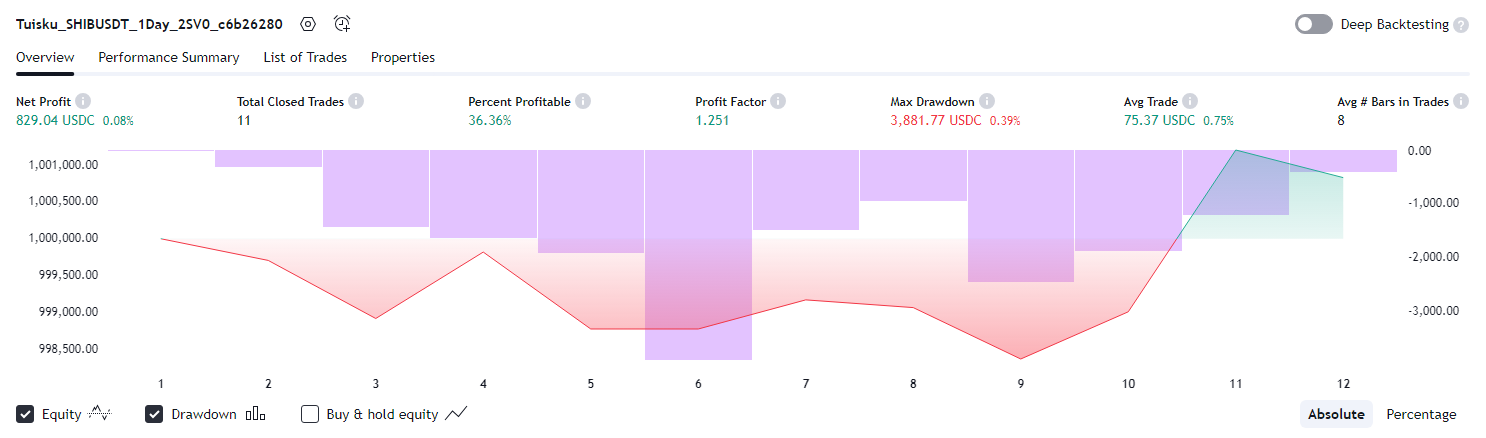 Tuisku_SHIBUSDT_1Day_2SV0_c6b26280 Deep Backtesting ?
Overview Performance Summary List of Trades Properties
Net Profit i Total Closed Trades i Percent Profitable i Profit Factor i Max Drawdown i Avg Trade i Avg # Bars in Trades i
829.04 USDC 0.08% 11 36.36% 1.251 3,881.77 USDC 0.39% 75.37 USDC 0.75% 8
1,001,000.00 0.00
1,000,500.00 -1,000.00
1,000,000.00
999,500.00 -2,000.00
999,000.00 -3,000.00
998,500.00
1 2 3 4 5 6 7 8 9 10 11 12
Equity Drawdown Buy & hold equity Absolute Percentage